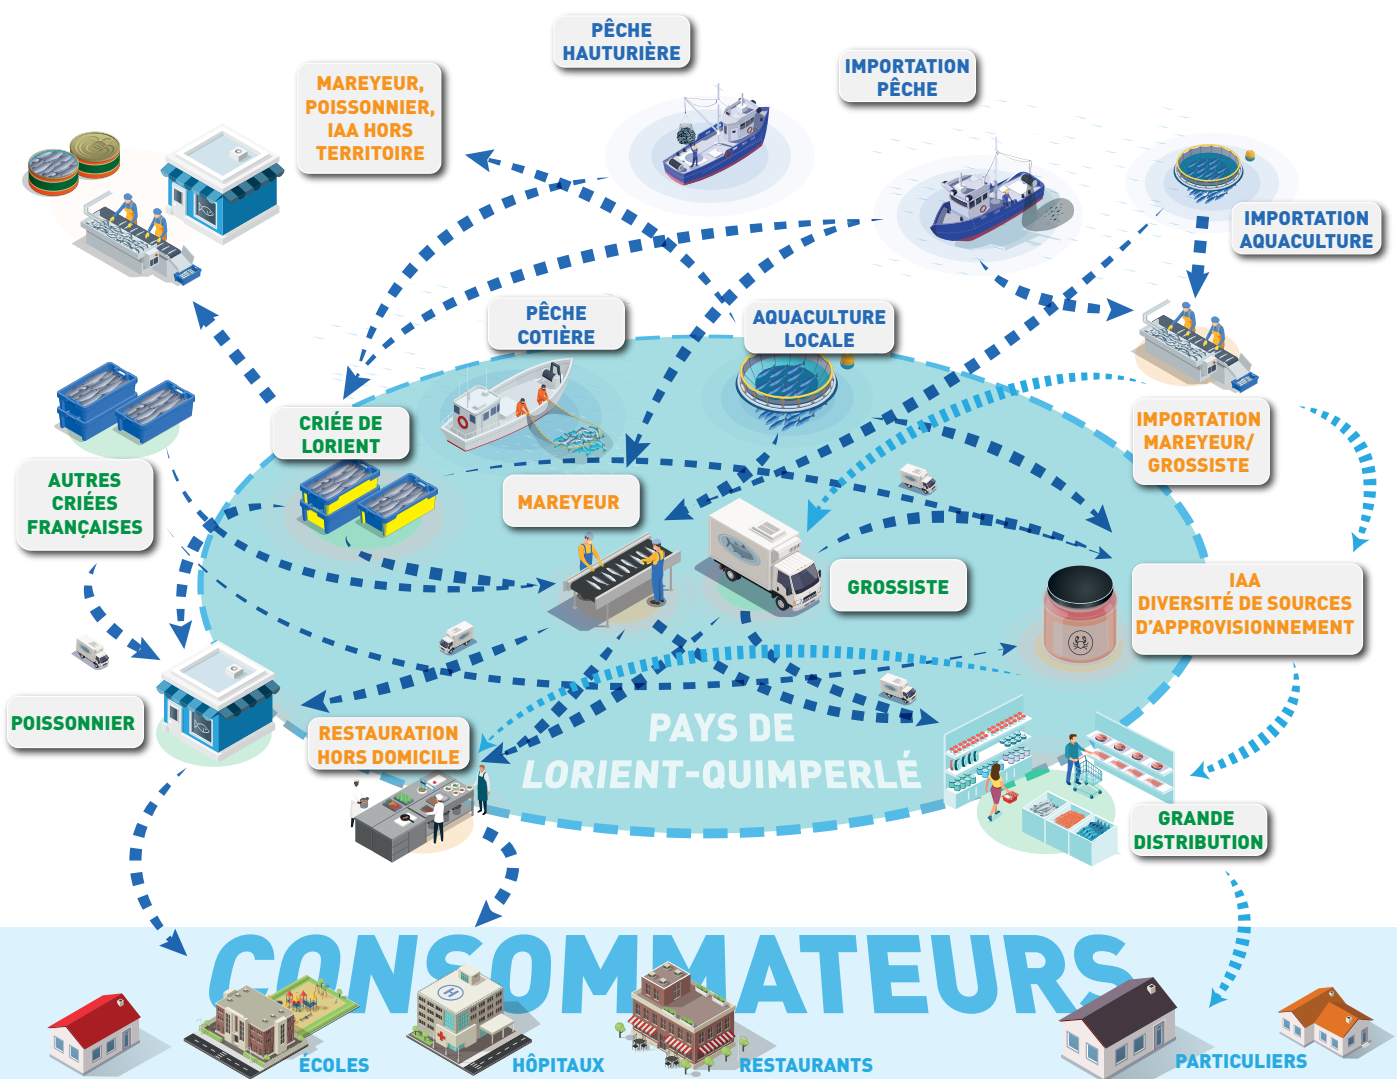 PÊCHE
HAUTURIÈRE
IMPORTATION
PÊCHE
MAREYEUR,
POISSONNIER,
IAA HORS
TERRITOIRE
IMPORTATION
AQUACULTURE
PÊCHE
COTIÈRE
AQUACULTURE
LOCALE
CRIÉE DE
LORIENT
IMPORTATION
MAREYEUR/
GROSSISTE
AUTRES
CRIÉES
FRANÇAISES
MAREYEUR
GROSSISTE
IAA
DIVERSITÉ DE SOURCES
D'APPROVISIONNEMENT
POISSONNIER
RESTAURATION
HORS DOMICILE
PAYS DE
LORIENT-QUIMPERLÉ
GRANDE
DISTRIBUTION
CONSOMMATEURS
H
ÉCOLES
HÔPITAUX
RESTAURANTS
PARTICULIERS